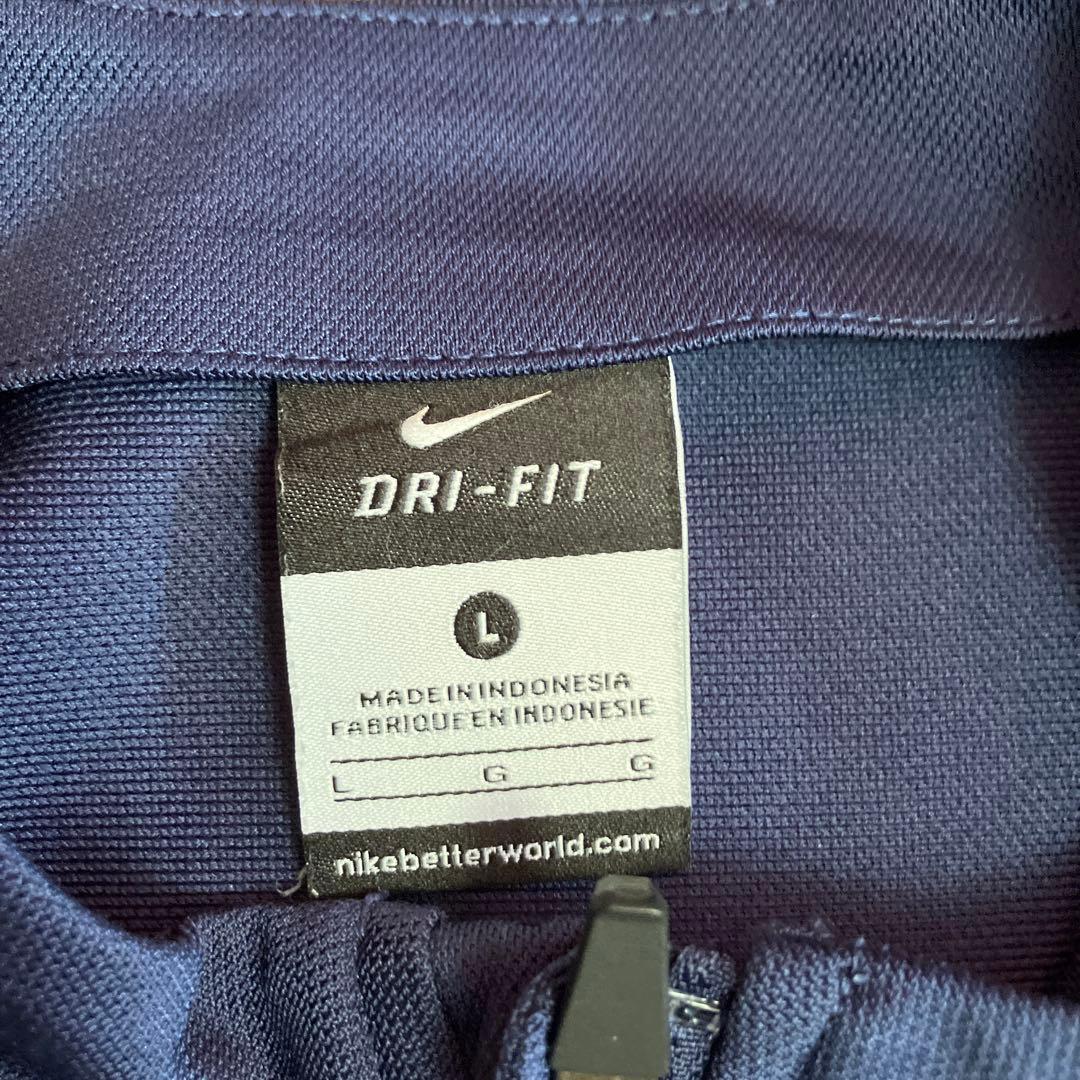 DRI-FIT
L
MADE IN INDONESIA
FABRIQUE EN INDONESIE
L G G
nikebetterworld.com